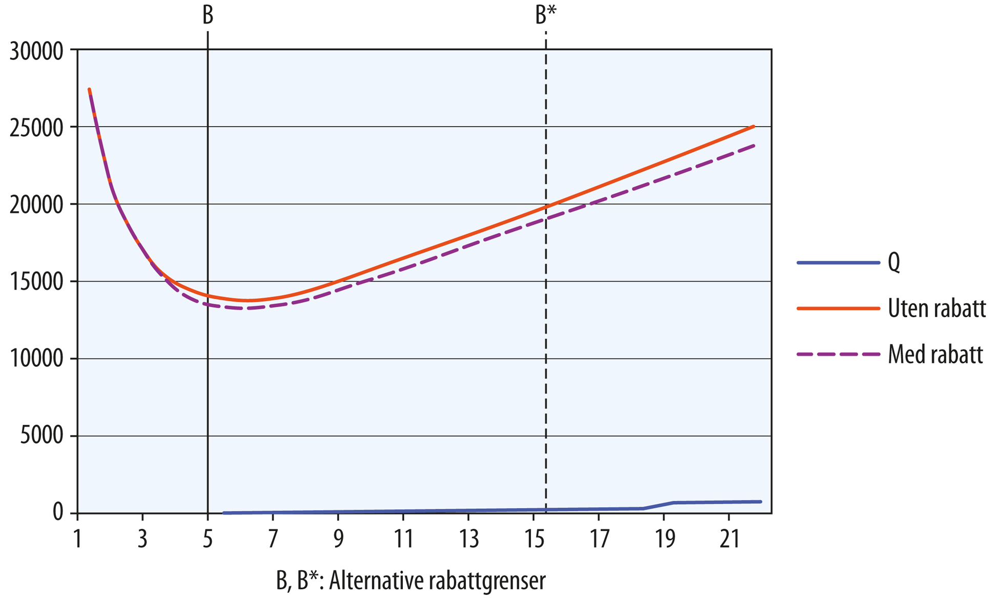 B B*
30000
25000
20000
15000
10000
5000
0
1 3 5 7 9 11 13 15 17 19 21
Q
Uten rabatt
Med rabatt
B, B*: Alternative rabattgrenser